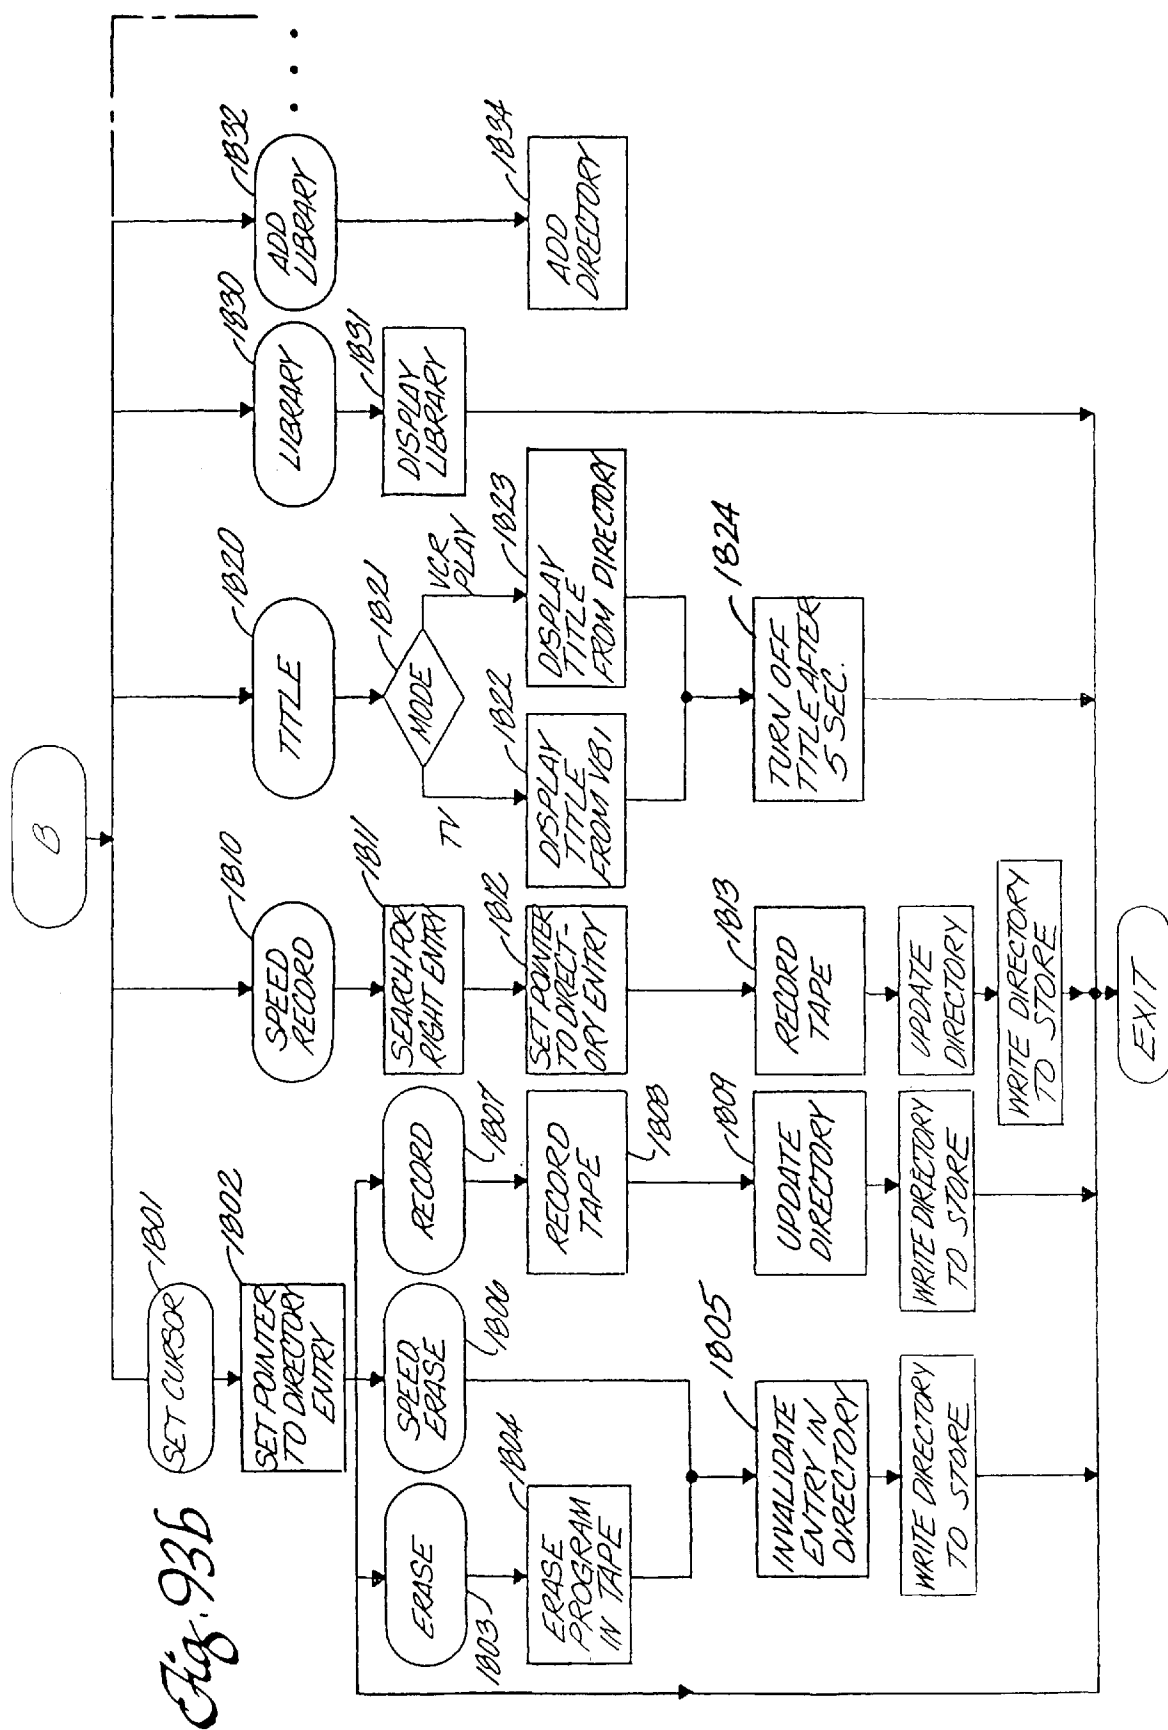 Fig. 93b
B
SET CURSOR
1801
SET POINTER
TO DIRECTORY
ENTRY
1802
ERASE
1803
ERASE
PROGRAM
IN TAPE
1804
SPEED
ERASE
1806
INVALIDATE
ENTRY IN
DIRECTORY
1805
WRITE DIRECTORY
TO STORE
RECORD
1807
RECORD
TAPE
1808
UPDATE
DIRECTORY
1809
WRITE DIRECTORY
TO STORE
SPEED
RECORD
1810
SEARCH FOR
RIGHT ENTRY
1811
SET POINTER
TO DIRECT-
ORY ENTRY
1812
RECORD
TAPE
1813
UPDATE
DIRECTORY
WRITE DIRECTORY
TO STORE
TITLE
1820
MODE
1821
TV
VCR
PLAY
DISPLAY
TITLE
FROM VBI
1822
DISPLAY
TITLE
FROM DIRECTORY
1823
TURN OFF
TITLE AFTER
5 SEC.
1824
LIBRARY
1830
DISPLAY
LIBRARY
1831
ADD
LIBRARY
1832
ADD
DIRECTORY
1834
EXIT